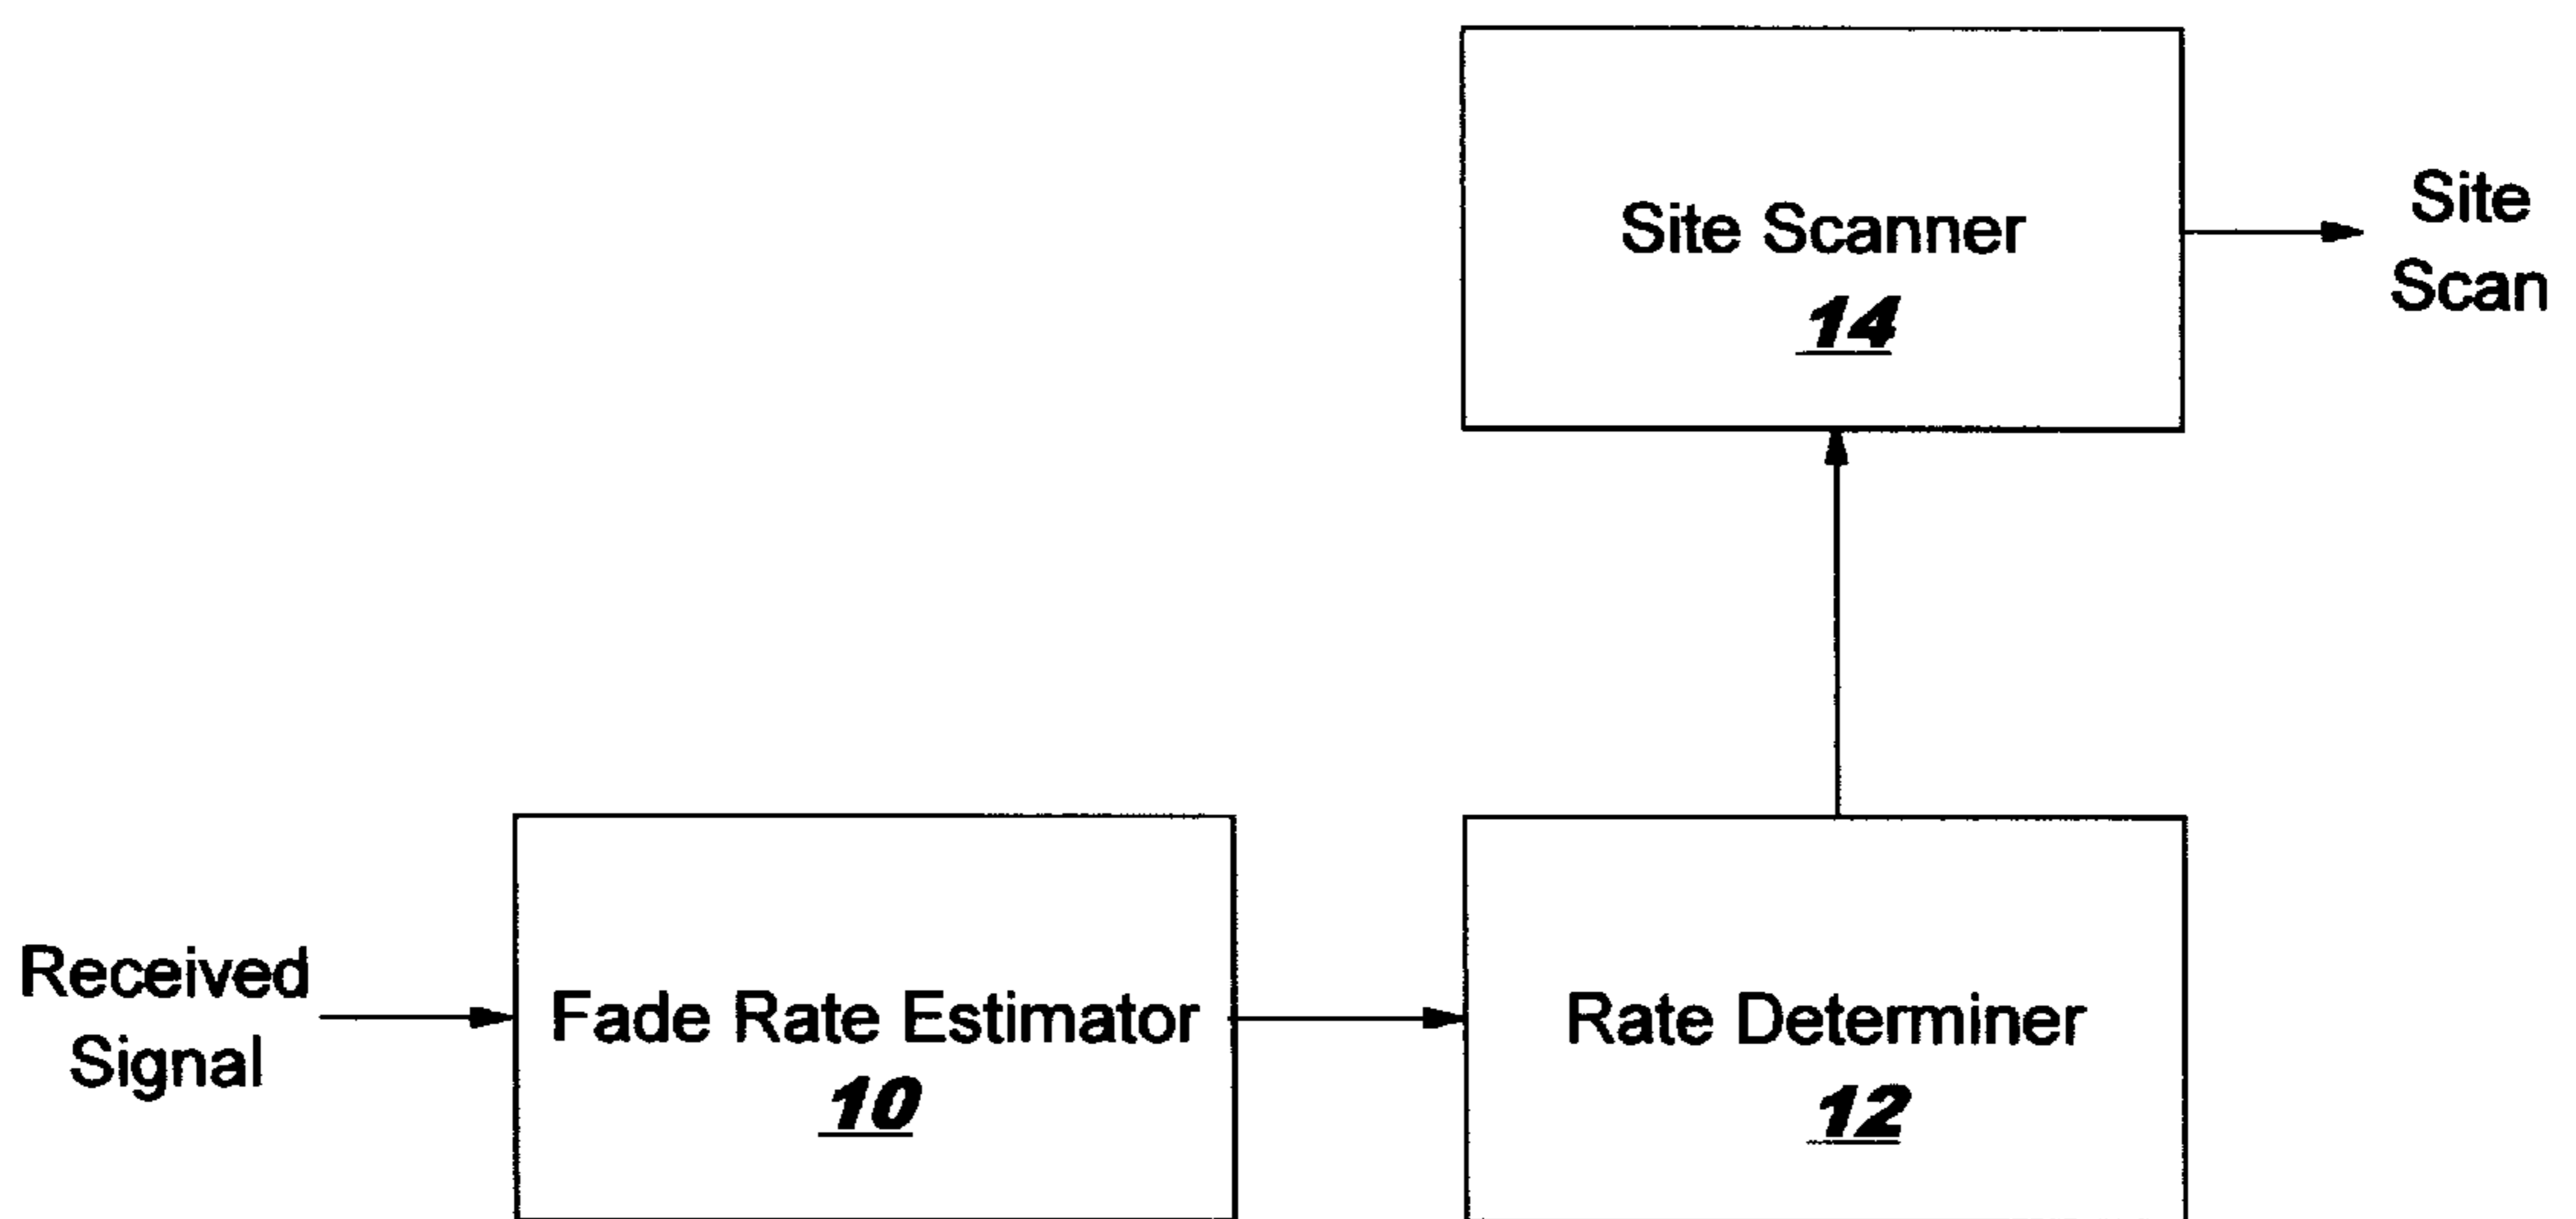 Site Scanner
14
Site
Scan
Received
Signal
Fade Rate Estimator
10
Rate Determiner
12